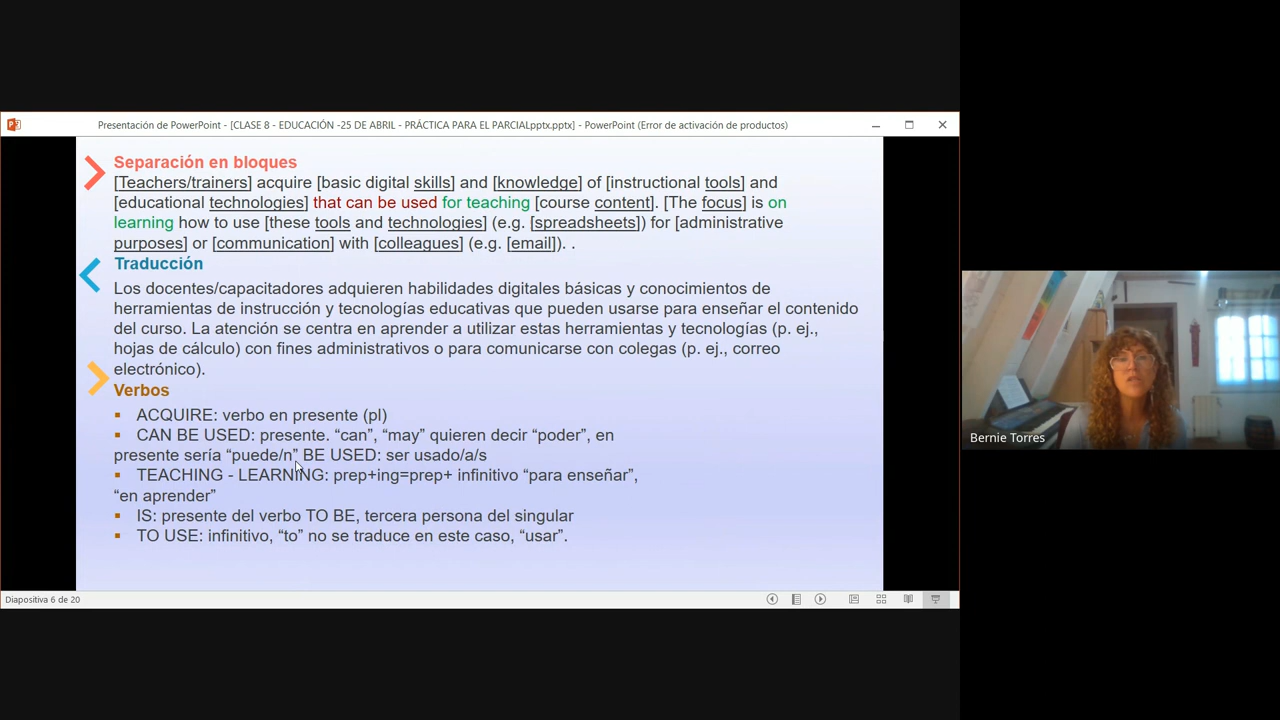 Presentación de PowerPoint - [CLASE 8 - EDUCACIÓN -25 DE ABRIL - PRÁCTICA PARA EL PARCIALpptx.pptx] - PowerPoint (Error de activación de productos)
Separación en bloques
[Teachers/trainers] acquire [basic digital skills] and [knowledge] of [instructional tools] and
[educational technologies] that can be used for teaching [course content]. [The focus] is on
learning how to use [these tools and technologies] (e.g. [spreadsheets]) for [administrative
purposes] or [communication] with [colleagues] (e.g. [email]). .
Traducción
Los docentes/capacitadores adquieren habilidades digitales básicas y conocimientos de
herramientas de instrucción y tecnologías educativas que pueden usarse para enseñar el contenido
del curso. La atención se centra en aprender a utilizar estas herramientas y tecnologías (p. ej.,
hojas de cálculo) con fines administrativos o para comunicarse con colegas (p. ej., correo
electrónico).
Verbos
▪ ACQUIRE: verbo en presente (pl)
▪ CAN BE USED: presente. “can”, “may” quieren decir “poder”, en
presente sería “puede/n” BE USED: ser usado/a/s
▪ TEACHING - LEARNING: prep+ing=prep+ infinitivo “para enseñar”,
“en aprender”
▪ IS: presente del verbo TO BE, tercera persona del singular
▪ TO USE: infinitivo, “to” no se traduce en este caso, “usar”.
Diapositiva 6 de 20
Bernie Torres